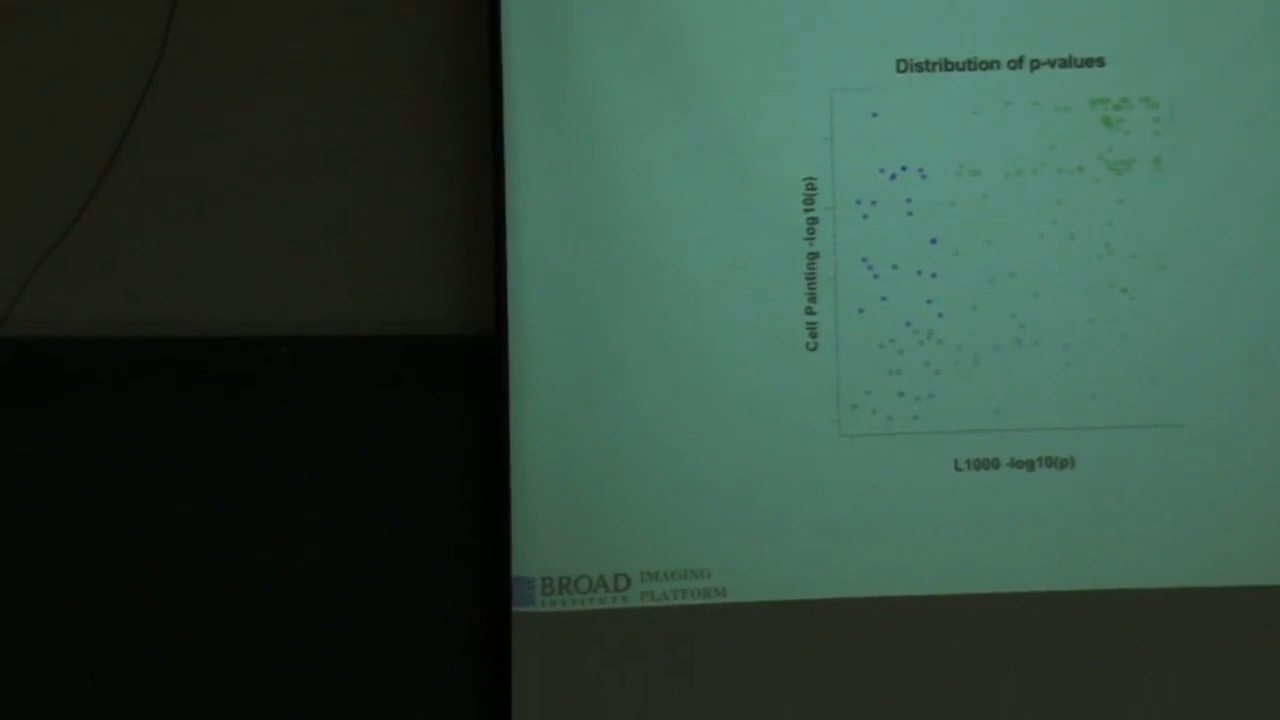 Distribution of p-values
Cell Painting -log10(p)
L1000 -log10(p)
BROAD
INSTITUTE
IMAGING
PLATFORM